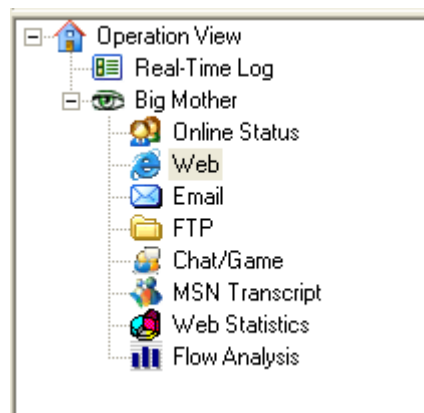 Operation View
Real-Time Log
Big Mother
Online Status
Web
Email
FTP
Chat/Game
MSN Transcript
Web Statistics
Flow Analysis